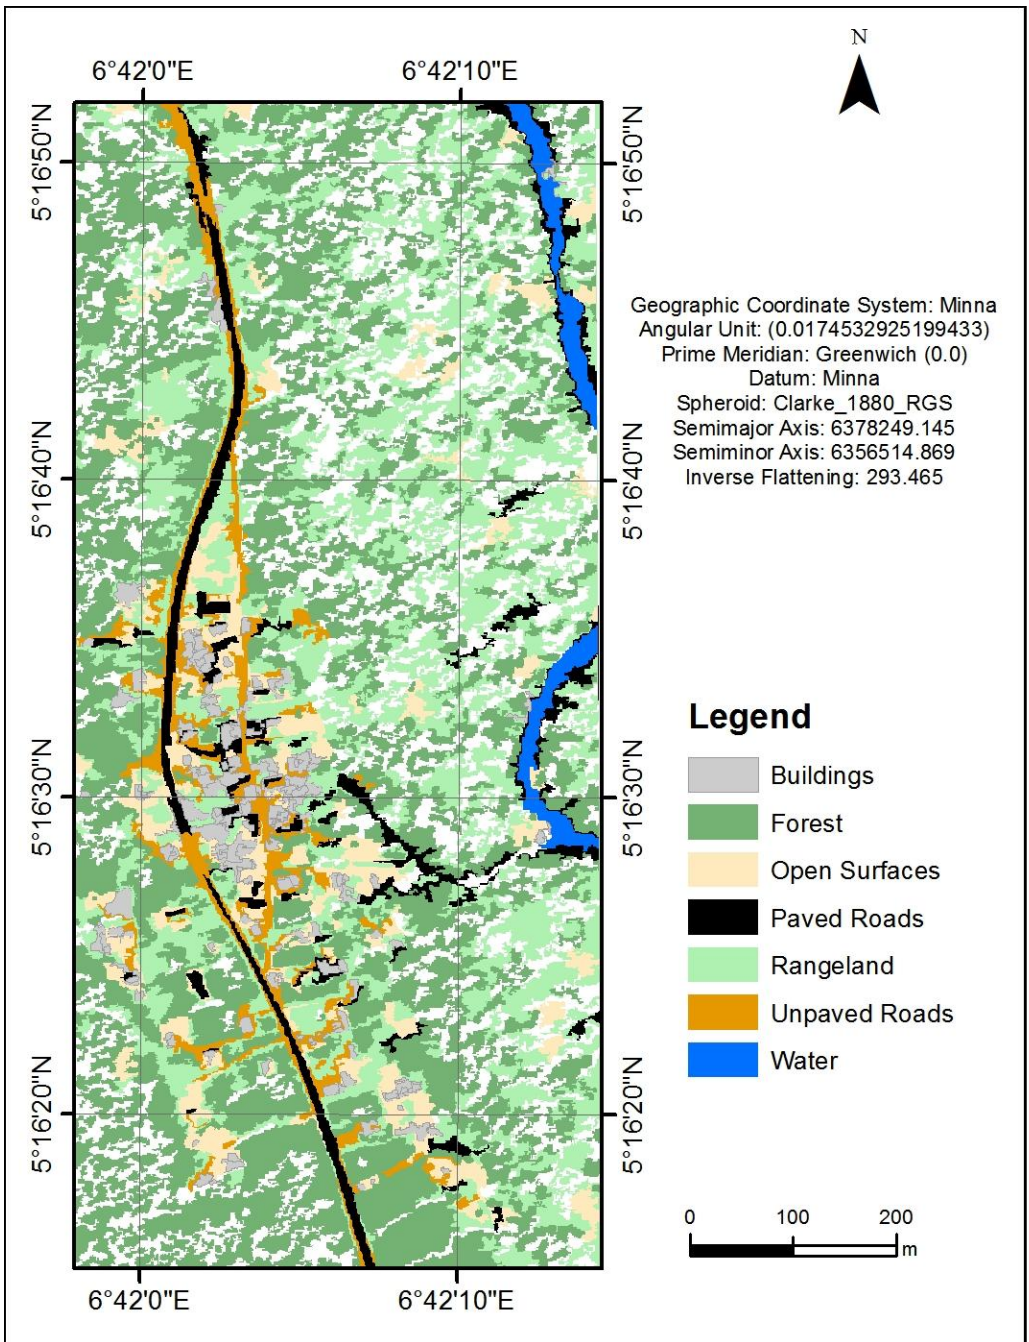 N
6°42'0"E 6°42'10"E
5°16'50"N 5°16'50"N
Geographic Coordinate System: Minna
Angular Unit: (0.0174532925199433)
Prime Meridian: Greenwich (0.0)
Datum: Minna
Spheroid: Clarke_1880_RGS
Semimajor Axis: 6378249.145
Semiminor Axis: 6356514.869
Inverse Flattening: 293.465
5°16'40"N 5°16'40"N
Legend
Buildings
5°16'30"N 5°16'30"N
Forest
Open Surfaces
Paved Roads
Rangeland
Unpaved Roads
Water
5°16'20"N 5°16'20"N
0 100 200
m
6°42'0"E 6°42'10"E